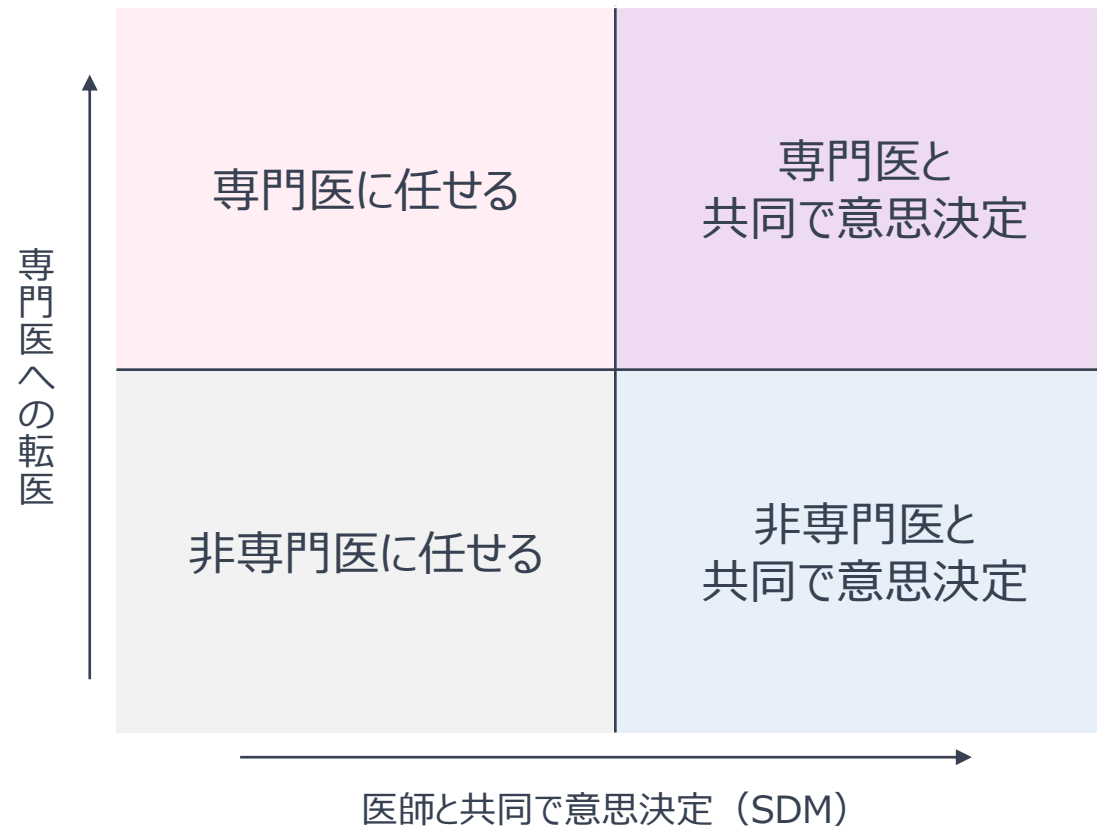 専門医に任せる
専門医と
共同で意思決定
専門医への転医
非専門医に任せる
非専門医と
共同で意思決定
医師と共同で意思決定（SDM）